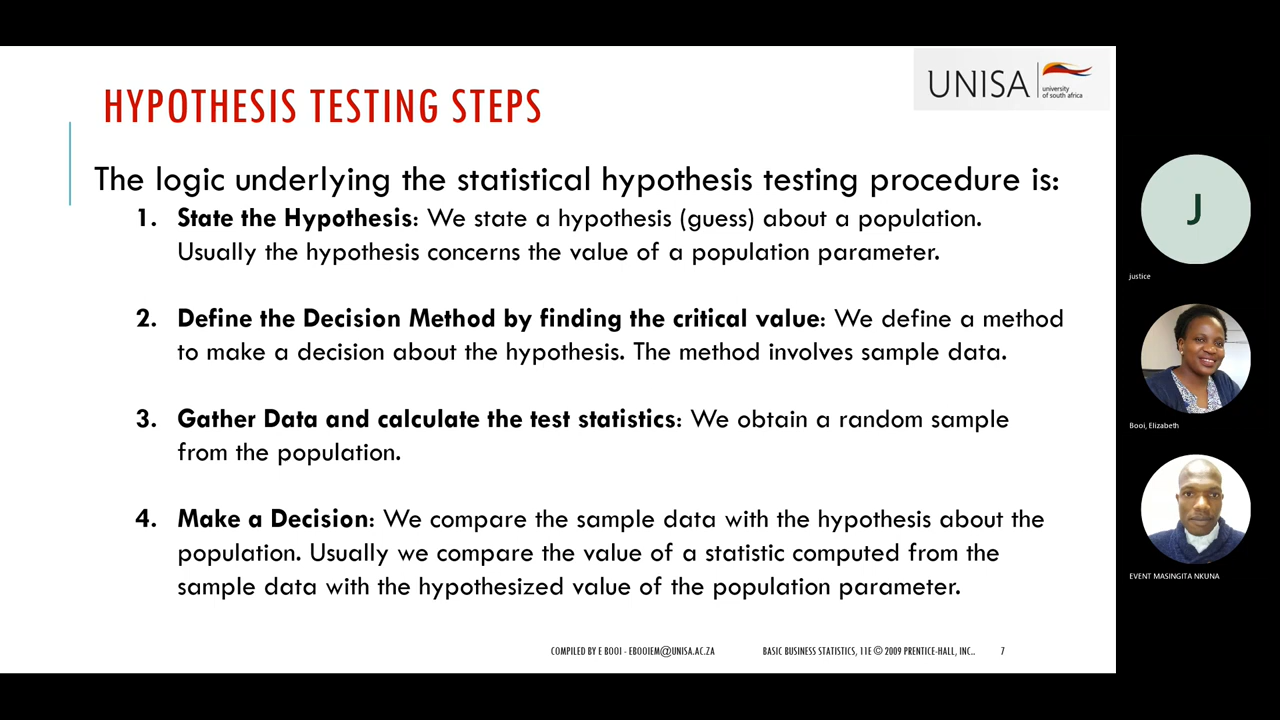 UNISA
university
of south africa
HYPOTHESIS TESTING STEPS
The logic underlying the statistical hypothesis testing procedure is:
1. State the Hypothesis: We state a hypothesis (guess) about a population.
Usually the hypothesis concerns the value of a population parameter.
2. Define the Decision Method by finding the critical value: We define a method
to make a decision about the hypothesis. The method involves sample data.
3. Gather Data and calculate the test statistics: We obtain a random sample
from the population.
4. Make a Decision: We compare the sample data with the hypothesis about the
population. Usually we compare the value of a statistic computed from the
sample data with the hypothesized value of the population parameter.
COMPILED BY E BOOI - EBOOIEM@UNISA.AC.ZA BASIC BUSINESS STATISTICS, 11E © 2009 PRENTICE-HALL, INC.. 7
J
justice
Booi, Elizabeth
EVENT MASINGITA NKUNA